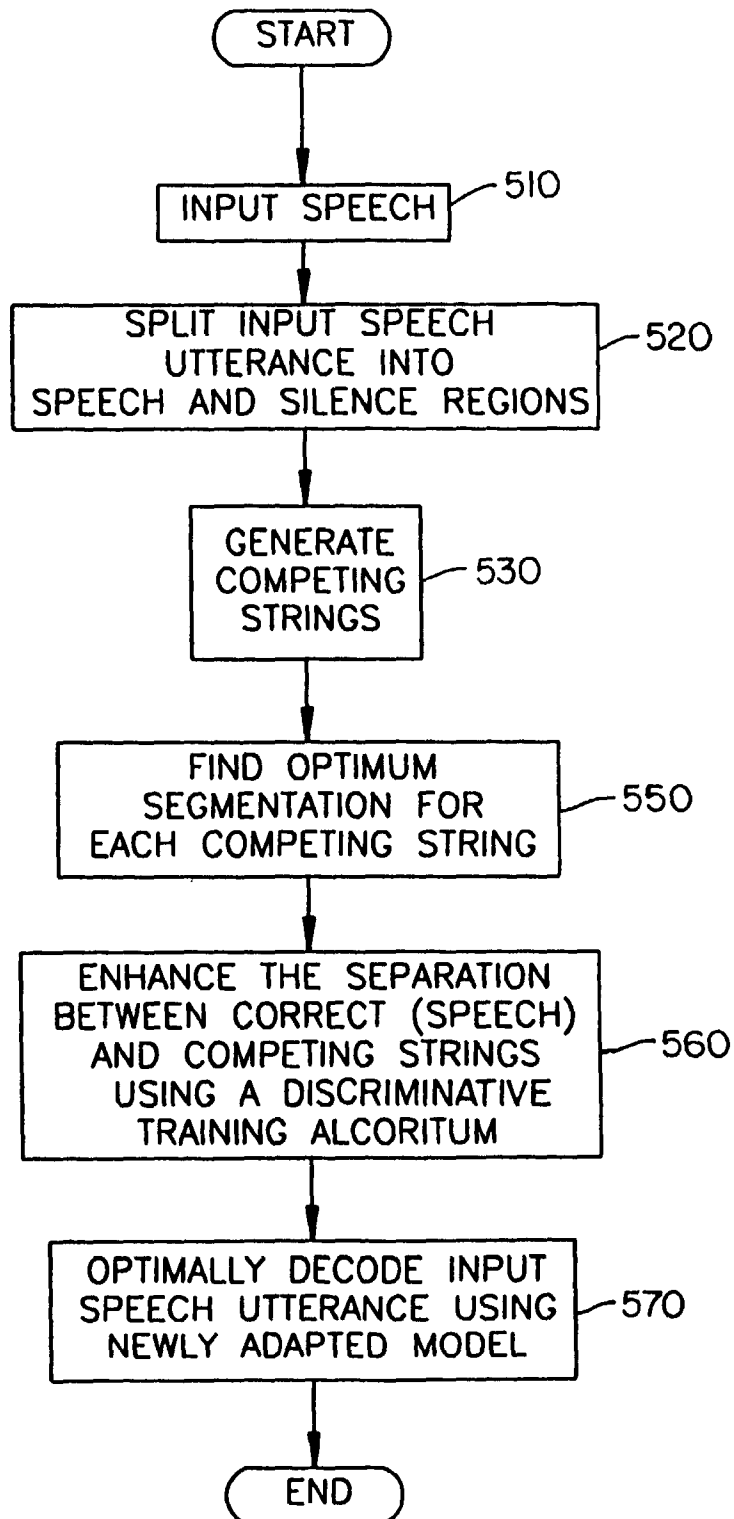 START
INPUT SPEECH
510
SPLIT INPUT SPEECH
UTTERANCE INTO
SPEECH AND SILENCE REGIONS
520
GENERATE
COMPETING
STRINGS
530
FIND OPTIMUM
SEGMENTATION FOR
EACH COMPETING STRING
550
ENHANCE THE SEPARATION
BETWEEN CORRECT (SPEECH)
AND COMPETING STRINGS
USING A DISCRIMINATIVE
TRAINING ALCORITUM
560
OPTIMALLY DECODE INPUT
SPEECH UTTERANCE USING
NEWLY ADAPTED MODEL
570
END